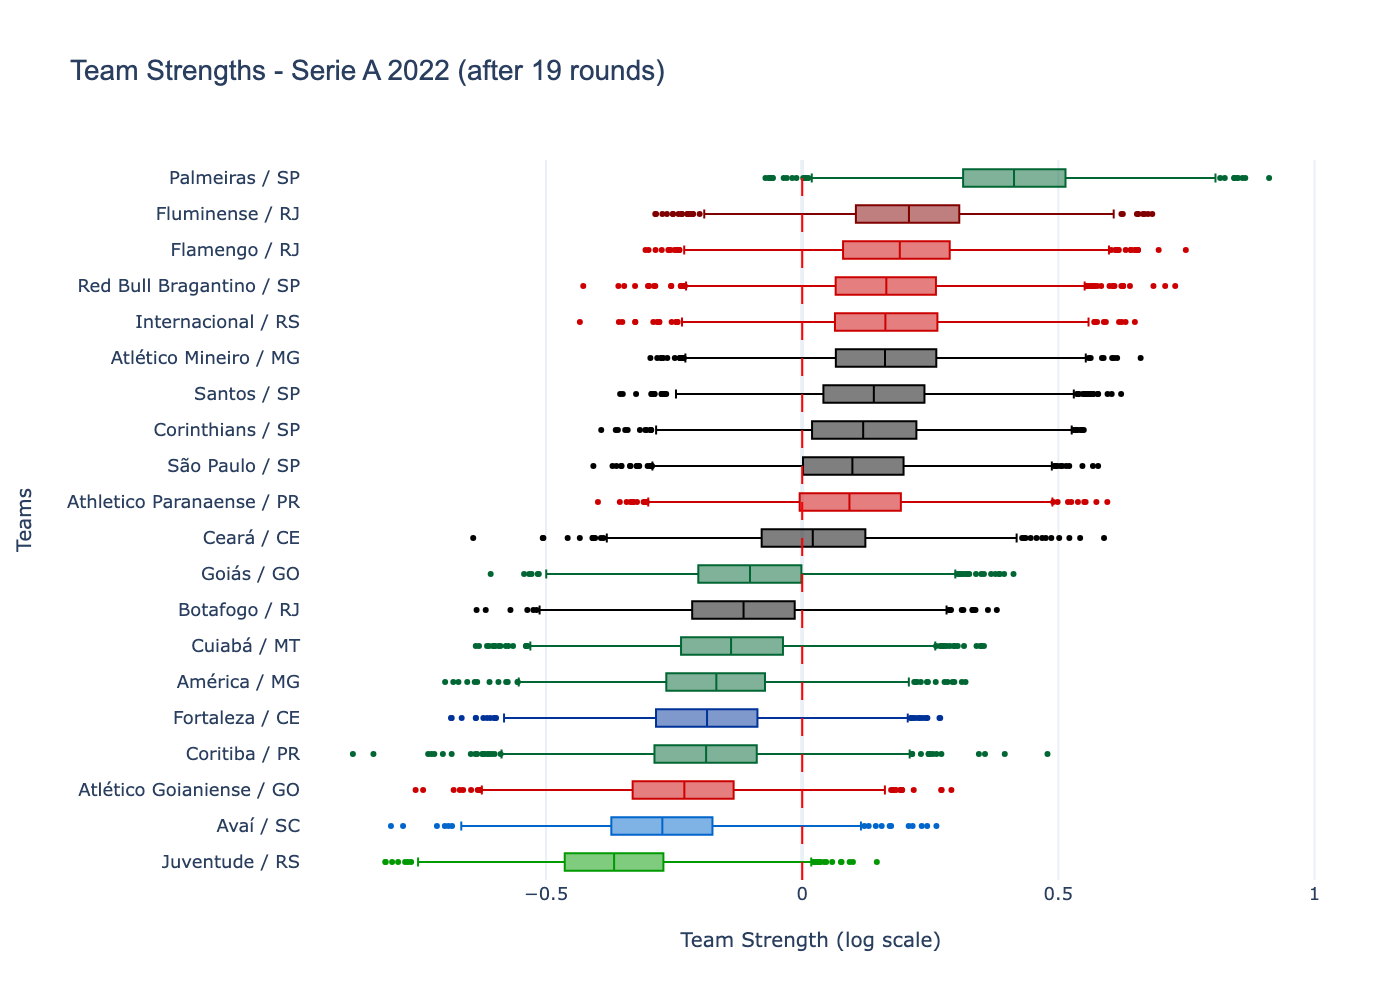 Team Strengths - Serie A 2022 (after 19 rounds)
Palmeiras / SP
Fluminense / RJ
Flamengo / RJ
Red Bull Bragantino / SP
Internacional / RS
Atlético Mineiro / MG
Santos / SP
Corinthians / SP
São Paulo / SP
Athletico Paranaense / PR
Ceará / CE
Goiás / GO
Botafogo / RJ
Cuiabá / MT
América / MG
Fortaleza / CE
Coritiba / PR
Atlético Goianiense / GO
Avaí / SC
Juventude / RS
Teams
−0.5 0 0.5 1
Team Strength (log scale)